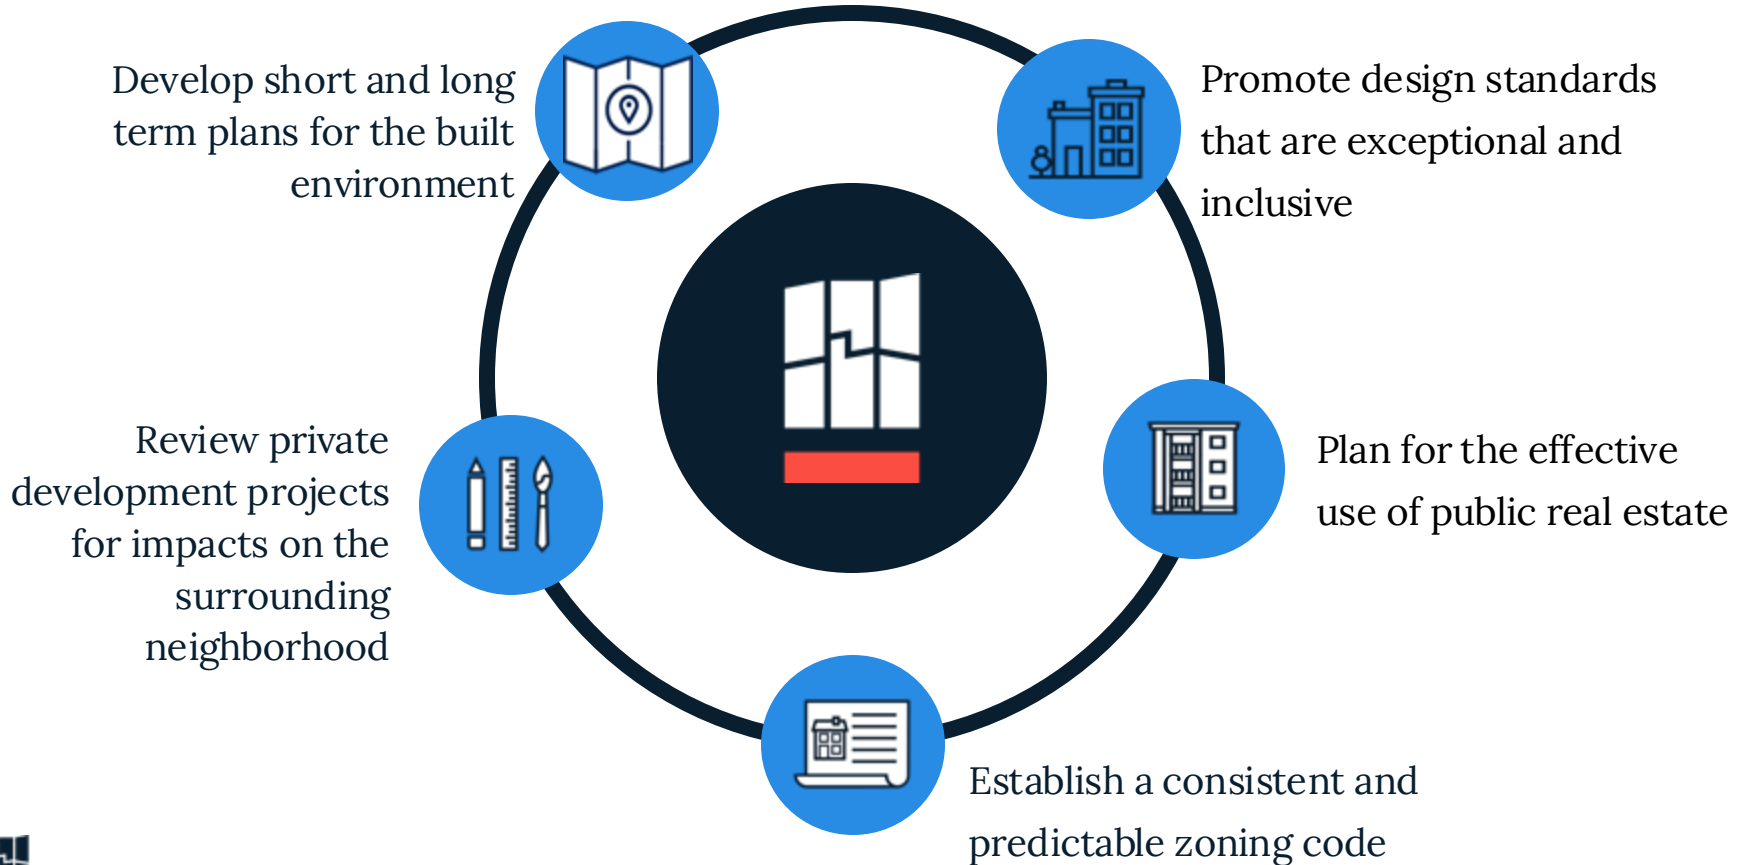 Develop short and long
term plans for the built
environment
Promote design standards
that are exceptional and
inclusive
Review private
development projects
for impacts on the
surrounding
neighborhood
Plan for the effective
use of public real estate
Establish a consistent and
predictable zoning code